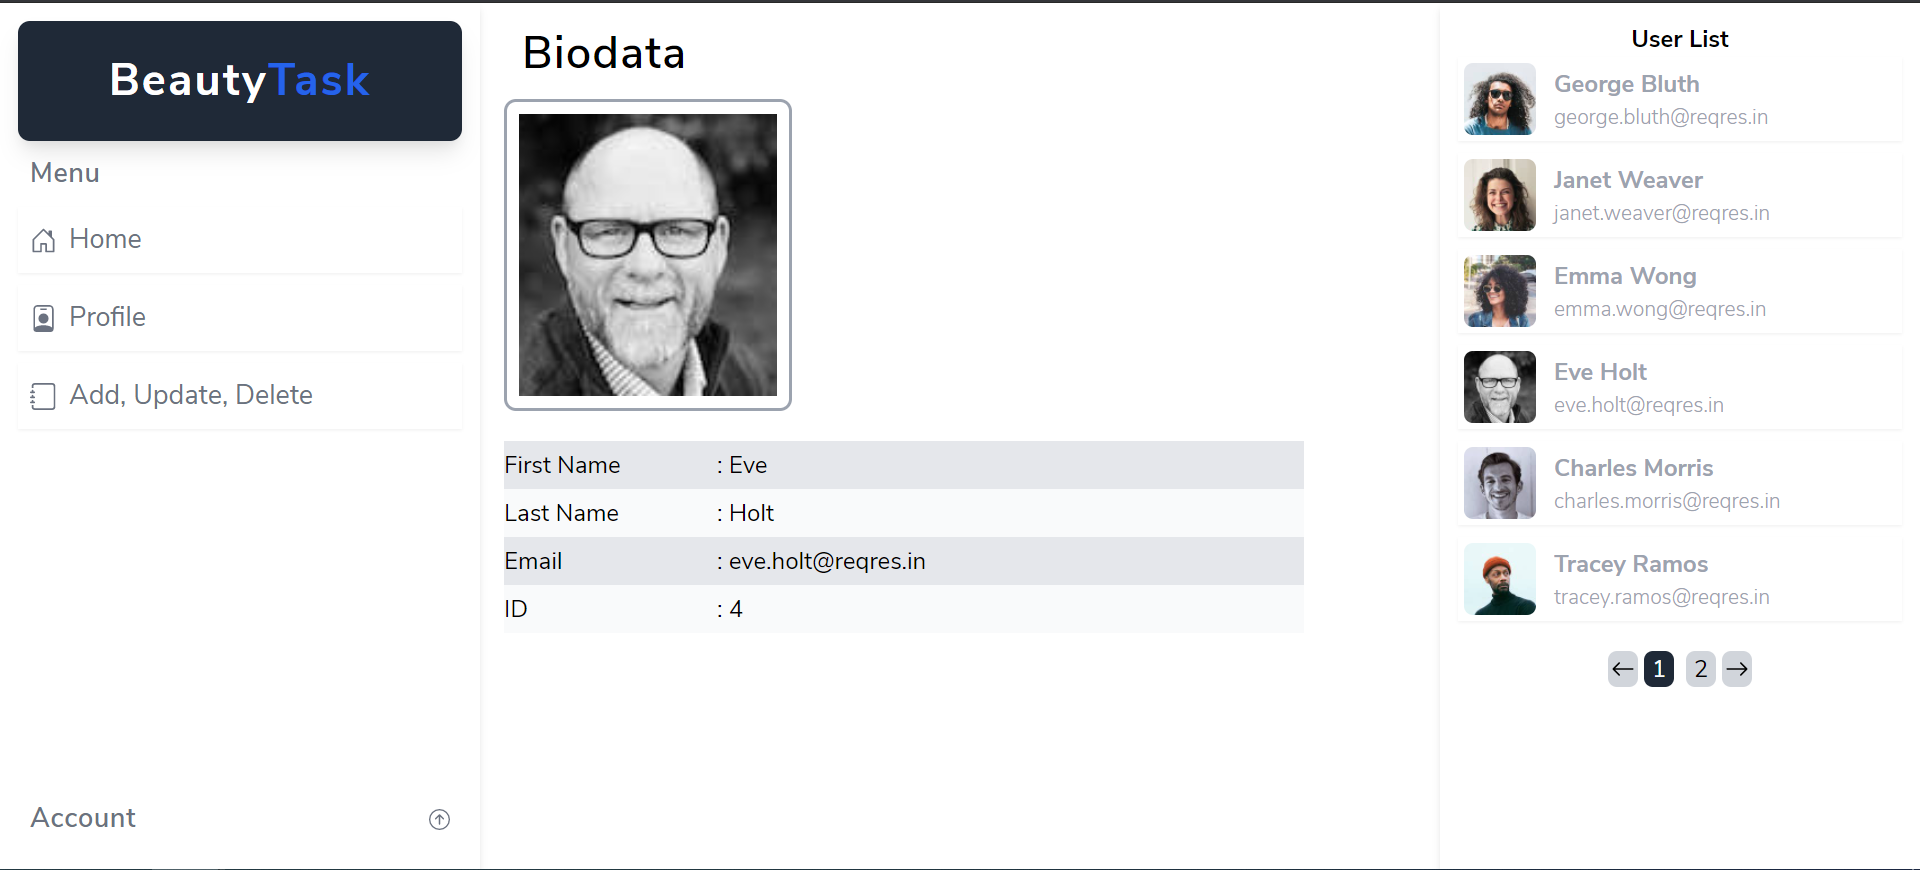 BeautyTask
Menu
Home
Profile
Add, Update, Delete
Account
Biodata
First Name : Eve
Last Name : Holt
Email : eve.holt@reqres.in
ID : 4
User List
George Bluth
george.bluth@reqres.in
Janet Weaver
janet.weaver@reqres.in
Emma Wong
emma.wong@reqres.in
Eve Holt
eve.holt@reqres.in
Charles Morris
charles.morris@reqres.in
Tracey Ramos
tracey.ramos@reqres.in
← 1 2 →